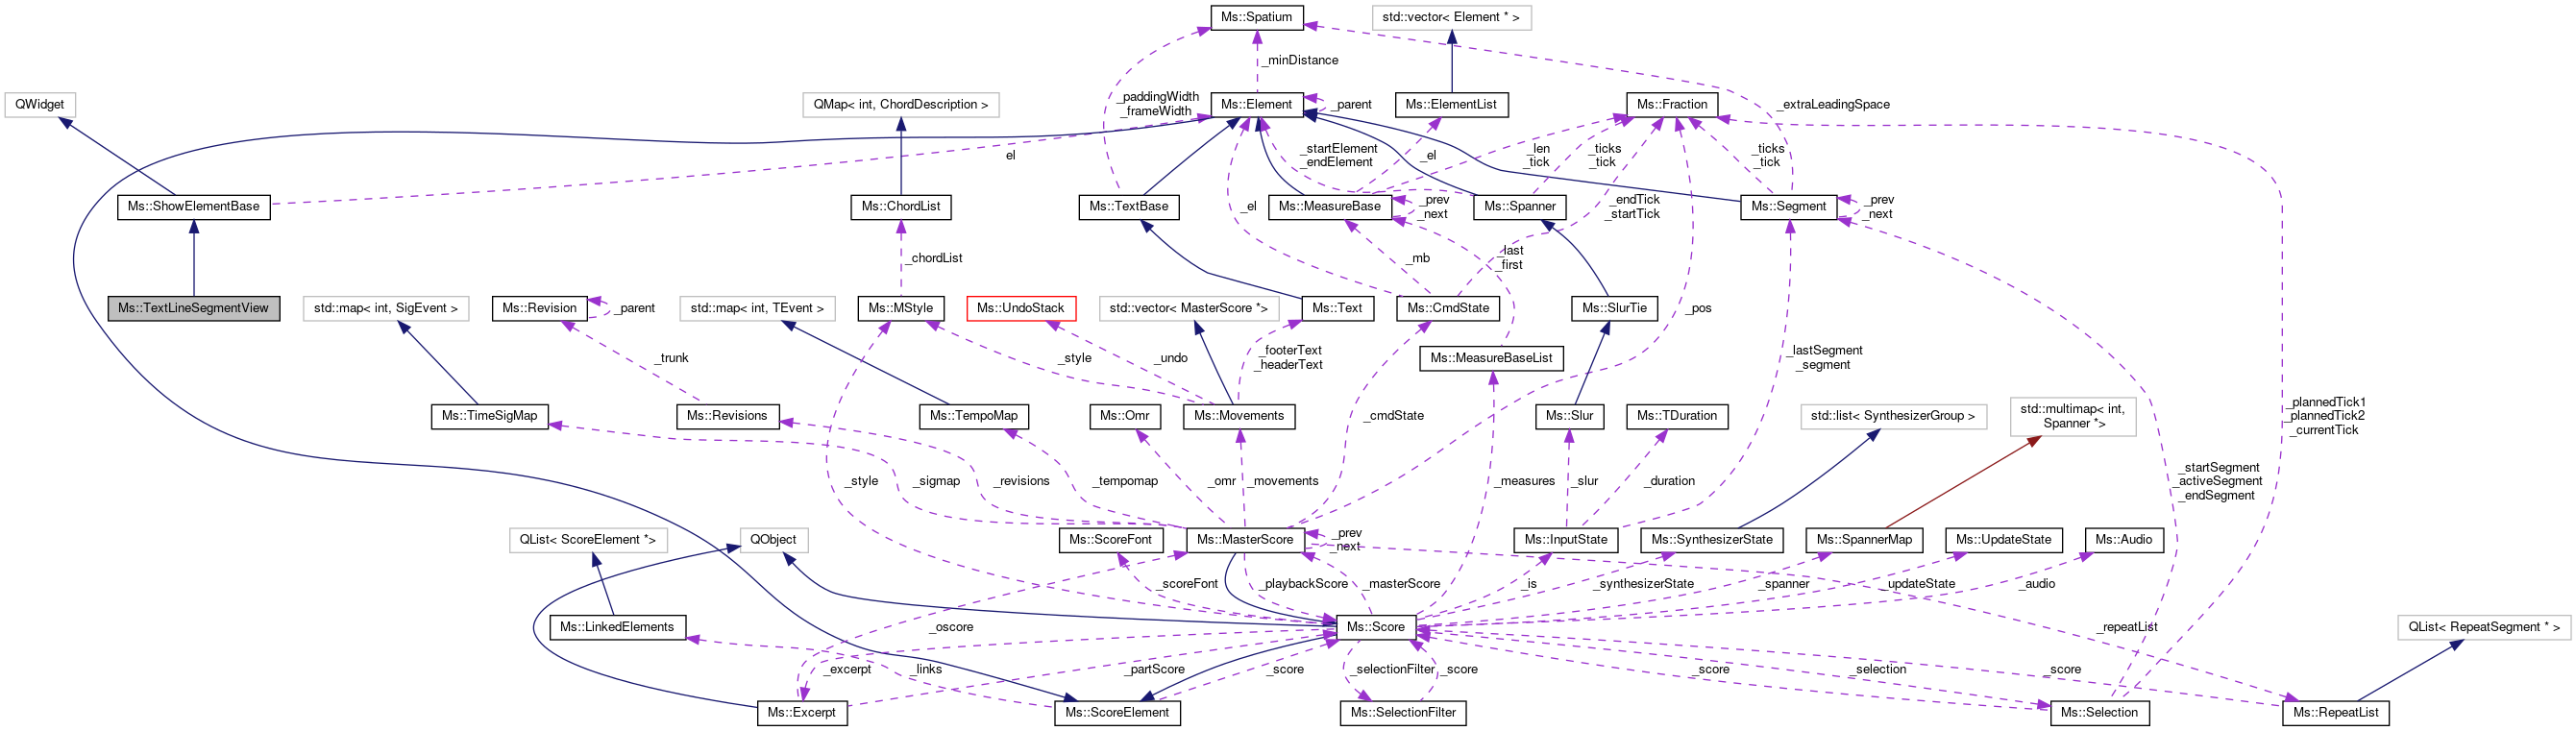 Ms::Spatium
std::vector< Element * >
_minDistance
QWidget
QMap< int, ChordDescription >
_paddingWidth
_frameWidth
Ms::Element
_parent
Ms::ElementList
Ms::Fraction
_extraLeadingSpace
el
_startElement
_endElement
_el
_len
_tick
_ticks
_tick
_ticks
_tick
Ms::ShowElementBase
Ms::ChordList
Ms::TextBase
_el
Ms::MeasureBase
_prev
_next
Ms::Spanner
_endTick
_startTick
Ms::Segment
_prev
_next
_chordList
_mb
_last
_first
Ms::TextLineSegmentView
std::map< int, SigEvent >
Ms::Revision
_parent
std::map< int, TEvent >
Ms::MStyle
Ms::UndoStack
std::vector< MasterScore *>
Ms::Text
Ms::CmdState
Ms::SlurTie
_pos
_trunk
_style
_undo
_footerText
_headerText
Ms::MeasureBaseList
_lastSegment
_segment
Ms::TimeSigMap
Ms::Revisions
Ms::TempoMap
Ms::Omr
Ms::Movements
_cmdState
Ms::Slur
Ms::TDuration
std::list< SynthesizerGroup >
std::multimap< int,
Spanner *>
_plannedTick1
_plannedTick2
_currentTick
_style
_sigmap
_revisions
_tempomap
_omr
_movements
_measures
_slur
_duration
_startSegment
_activeSegment
_endSegment
QList< ScoreElement *>
QObject
Ms::ScoreFont
Ms::MasterScore
_prev
_next
Ms::InputState
Ms::SynthesizerState
Ms::SpannerMap
Ms::UpdateState
Ms::Audio
_scoreFont
_playbackScore
_masterScore
_is
_synthesizerState
_spanner
_updateState
_audio
Ms::LinkedElements
_oscore
Ms::Score
_repeatList
QList< RepeatSegment * >
_excerpt
_links
_partScore
_score
_selectionFilter
_score
_score
_selection
_score
Ms::Excerpt
Ms::ScoreElement
Ms::SelectionFilter
Ms::Selection
Ms::RepeatList